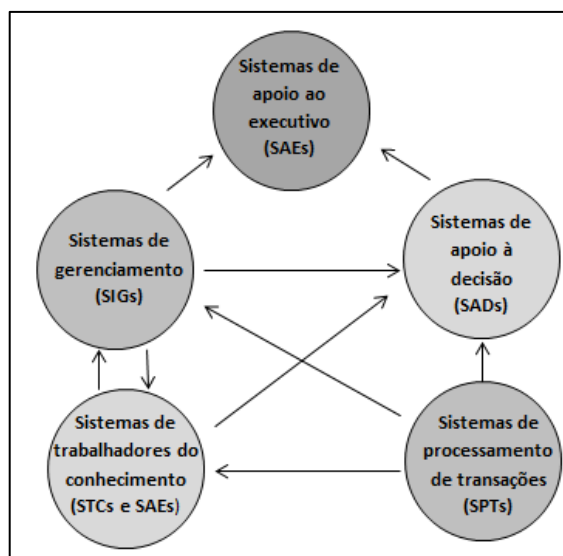 Sistemas de
apoio ao
executivo
(SAEs)
Sistemas de
gerenciamento
(SIGs)
Sistemas de
apoio à
decisão
(SADs)
Sistemas de
trabalhadores do
conhecimento
(STCs e SAEs)
Sistemas de
processamento
de transações
(SPTs)